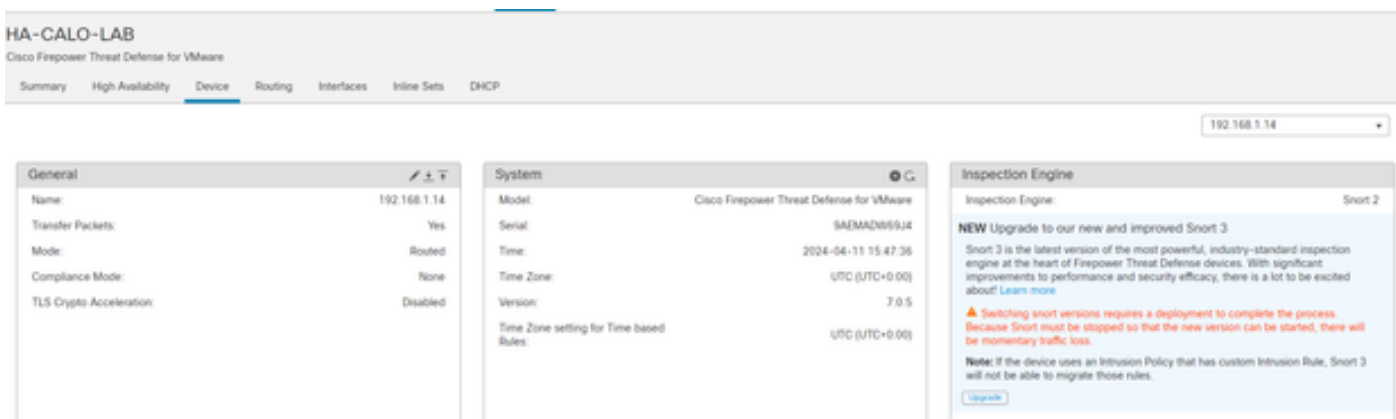 HA-CALO-LAB
Cisco Firepower Threat Defense for VMware
Summary High Availability Device Routing Interfaces Inline Sets DHCP
192.168.1.14
General
Name: 192.168.1.14
Transfer Packets: Yes
Mode: Routed
Compliance Mode: None
TLS Crypto Acceleration: Disabled
System
Model: Cisco Firepower Threat Defense for VMware
Serial: 9AEMADW69J4
Time: 2024-04-11 15:47:36
Time Zone: UTC (UTC+0:00)
Version: 7.0.5
Time Zone setting for Time based
Rules: UTC (UTC+0:00)
Inspection Engine
Inspection Engine: Snort 2
NEW Upgrade to our new and improved Snort 3
Snort 3 is the latest version of the most powerful, industry-standard inspection
engine at the heart of Firepower Threat Defense devices. With significant
improvements to performance and security efficacy, there is a lot to be excited
about! Learn more
Switching snort versions requires a deployment to complete the process.
Because Snort must be stopped so that the new version can be started, there will
be momentary traffic loss.
Note: If the device uses an Intrusion Policy that has custom Intrusion Rule, Snort 3
will not be able to migrate those rules.
Upgrade